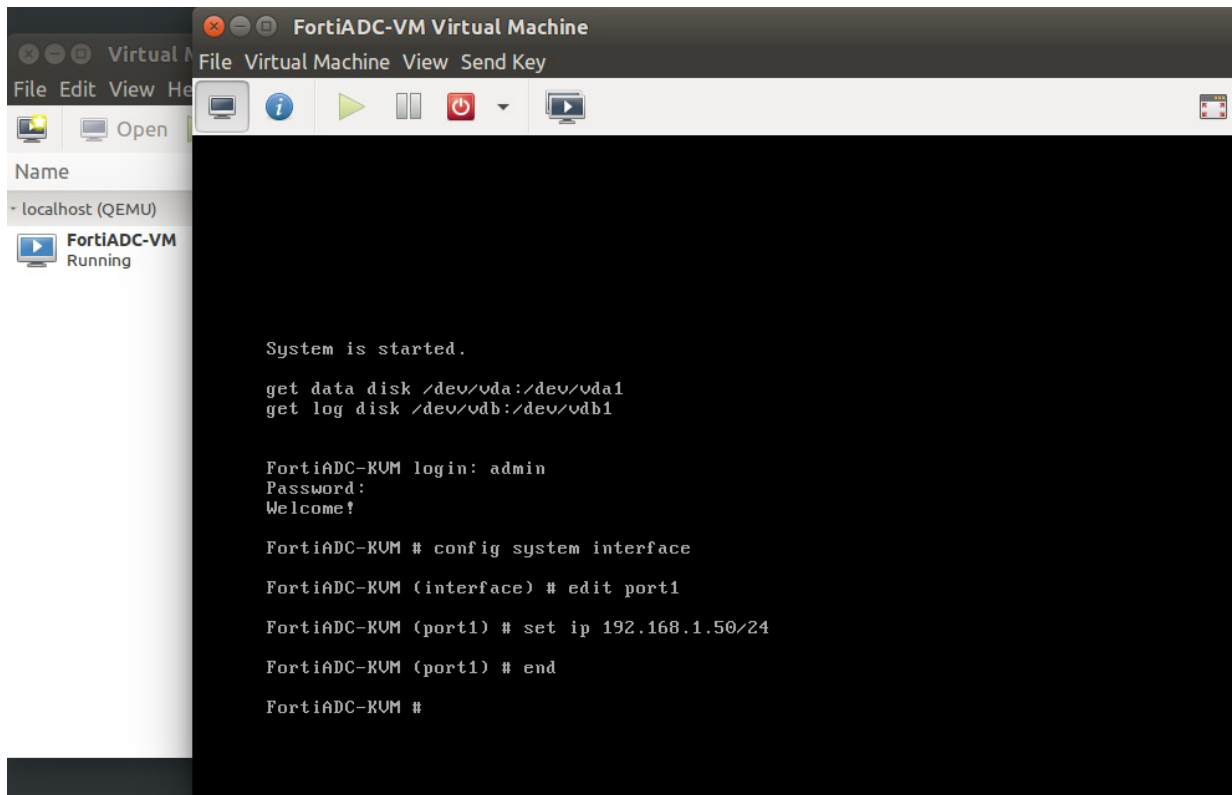 FortiADC-VM Virtual Machine
File Virtual Machine View Send Key
Virtual
File Edit View He
Open
Name
localhost (QEMU)
FortiADC-VM
Running
System is started.
get data disk /dev/vda:/dev/vda1
get log disk /dev/vdb:/dev/vdb1
FortiADC-KVM login: admin
Password:
Welcome!
FortiADC-KVM # config system interface
FortiADC-KVM (interface) # edit port1
FortiADC-KVM (port1) # set ip 192.168.1.50/24
FortiADC-KVM (port1) # end
FortiADC-KVM #